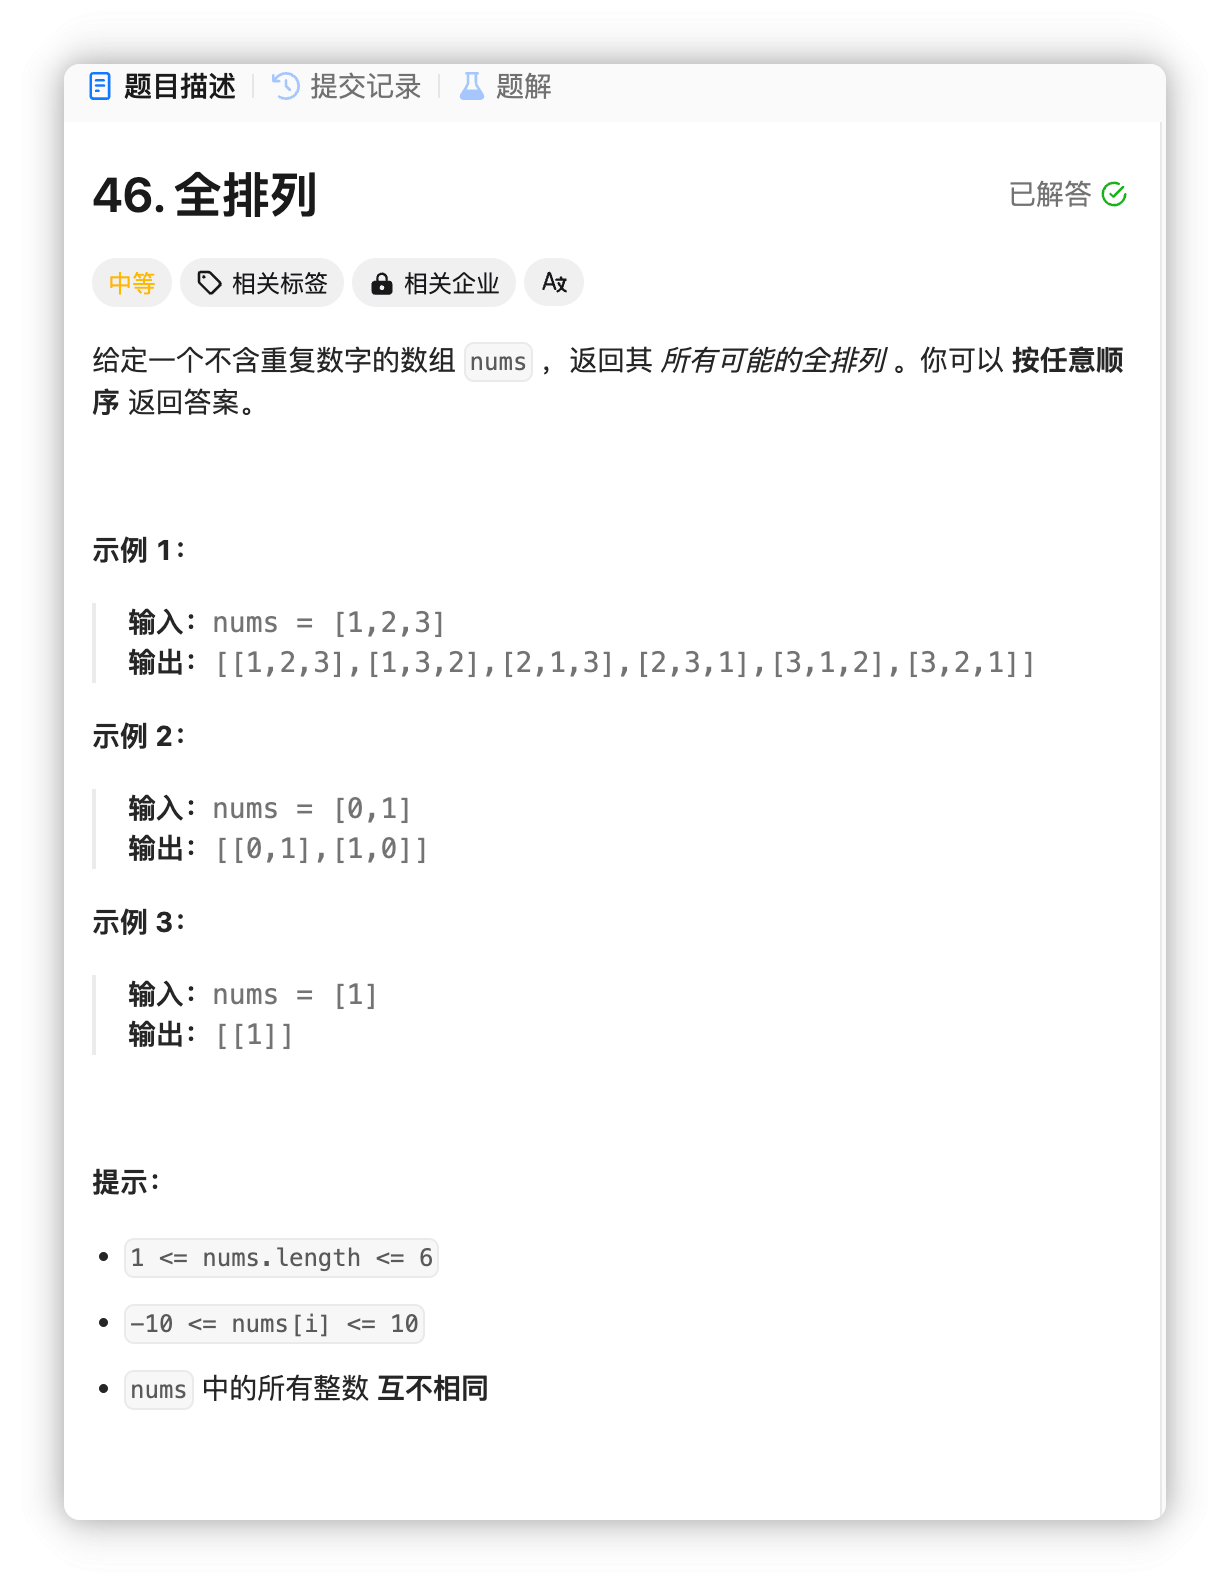 题目描述 提交记录 题解
46. 全排列 已解答
中等 相关标签 相关企业 A文
给定一个不含重复数字的数组 nums ，返回其 所有可能的全排列 。你可以 按任意顺
序 返回答案。
示例 1：
输入：nums = [1,2,3]
输出：[[1,2,3],[1,3,2],[2,1,3],[2,3,1],[3,1,2],[3,2,1]]
示例 2：
输入：nums = [0,1]
输出：[[0,1],[1,0]]
示例 3：
输入：nums = [1]
输出：[[1]]
提示：
1 <= nums.length <= 6
-10 <= nums[i] <= 10
nums 中的所有整数 互不相同